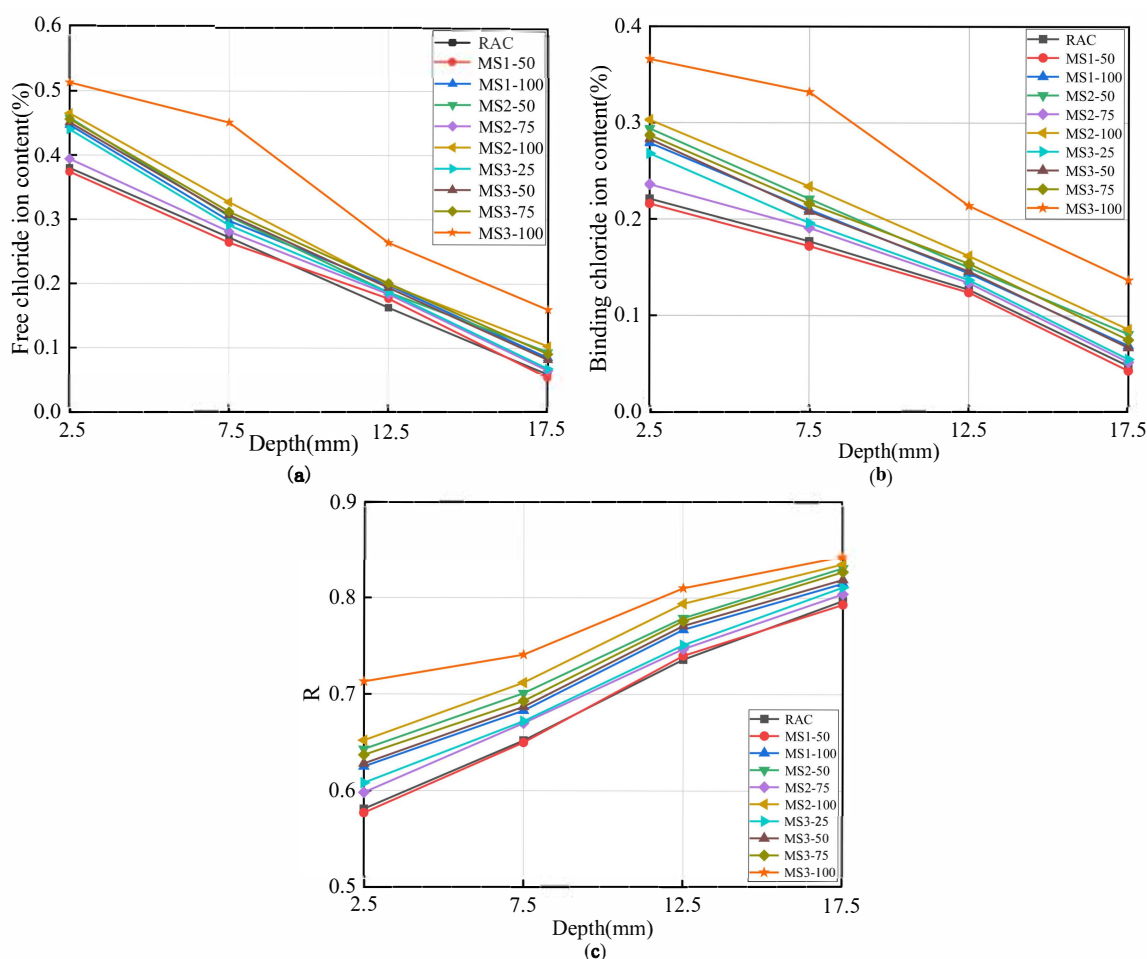 0.6
0.5
0.4
0.3
0.2
0.1
0.0
Free chloride ion content(%)
RAC
MS1-50
MS1-100
MS2-50
MS2-75
MS2-100
MS3-25
MS3-50
MS3-75
MS3-100
2.5 7.5 12.5 17.5
Depth(mm)
(a)
0.4
0.3
0.2
0.1
0.0
Binding chloride ion content(%)
RAC
MS1-50
MS1-100
MS2-50
MS2-75
MS2-100
MS3-25
MS3-50
MS3-75
MS3-100
2.5 7.5 12.5 17.5
Depth(mm)
(b)
0.9
0.8
0.7
0.6
0.5
R
RAC
MS1-50
MS1-100
MS2-50
MS2-75
MS2-100
MS3-25
MS3-50
MS3-75
MS3-100
2.5 7.5 12.5 17.5
Depth(mm)
(c)